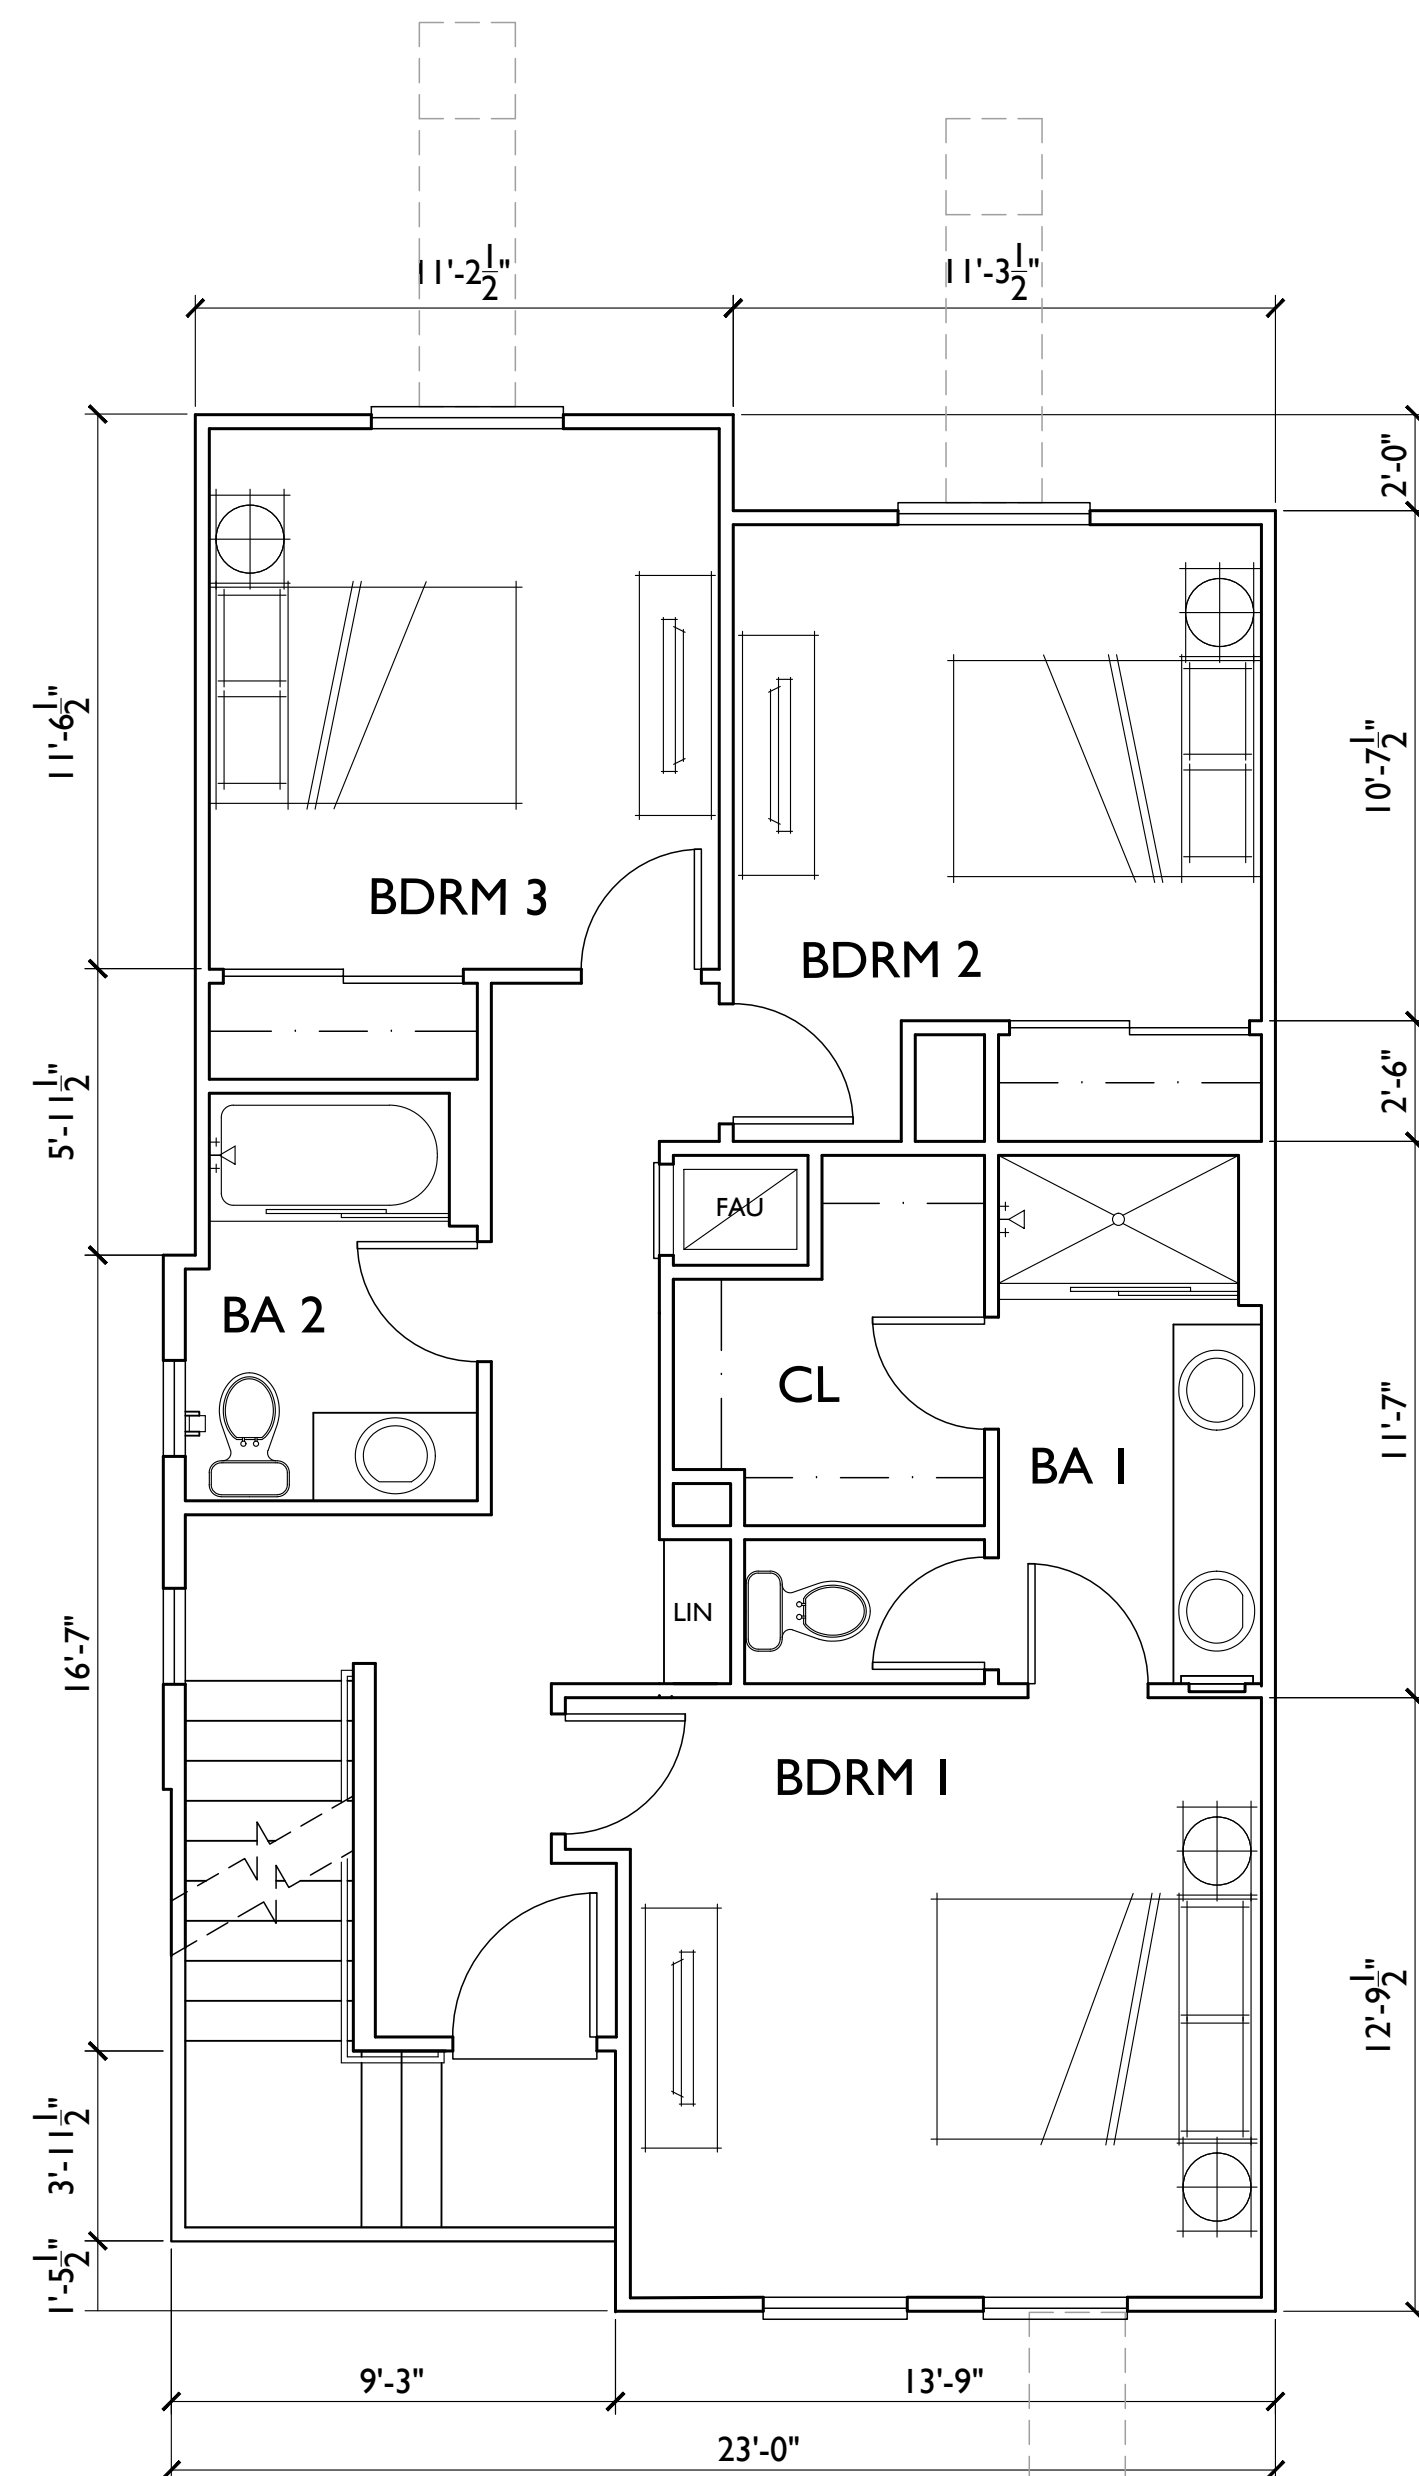 11'-2 1/2"
11'-3 1/2"
2'-0"
11'-6 1/2"
10'-7 1/2"
BDRM 3
BDRM 2
5'-11 1/2"
2'-6"
FAU
BA 2
CL
11'-7"
BA 1
LIN
16'-7"
BDRM 1
12'-9 1/2"
3'-11 1/2"
1'-5 1/2"
9'-3"
13'-9"
23'-0"